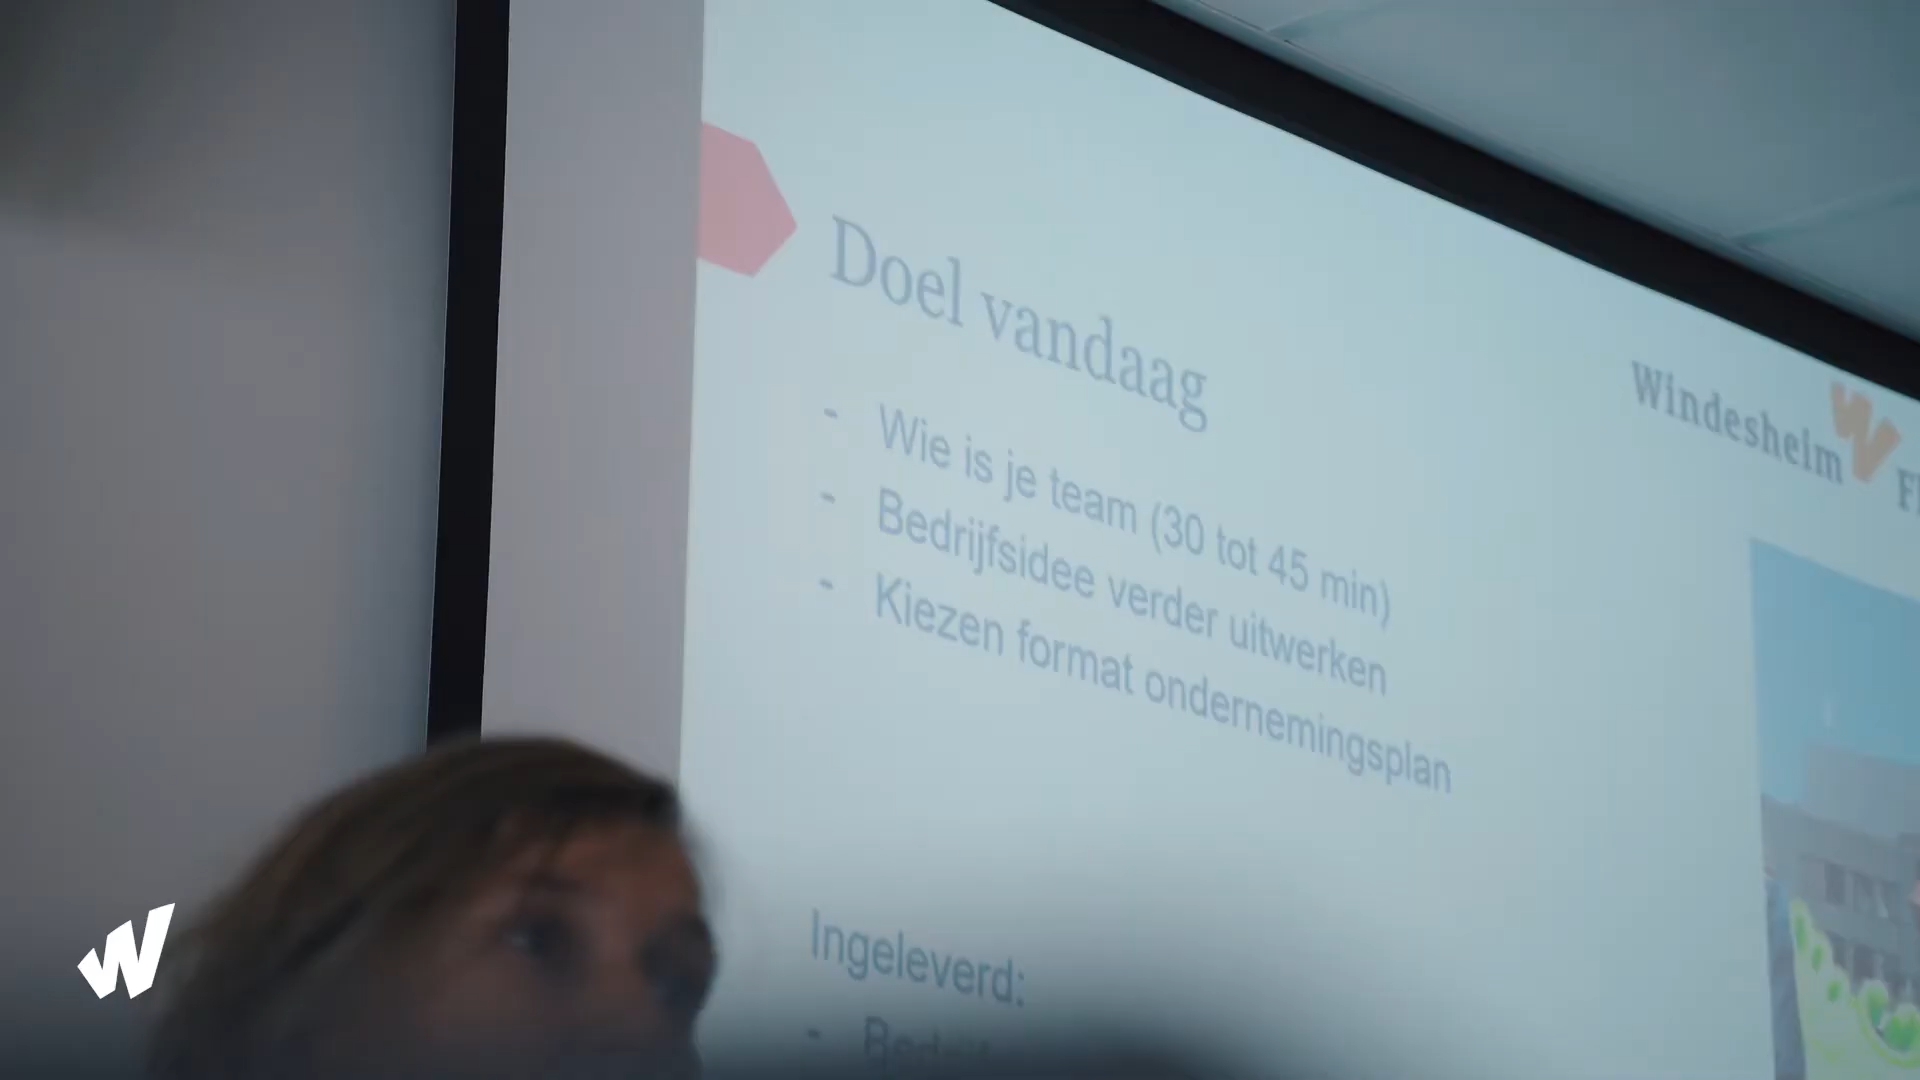 Doel vandaag
Windesheim
- Wie is je team (30 tot 45 min)
- Bedrijfsidee verder uitwerken
- Kiezen format ondernemingsplan
Ingeleverd: